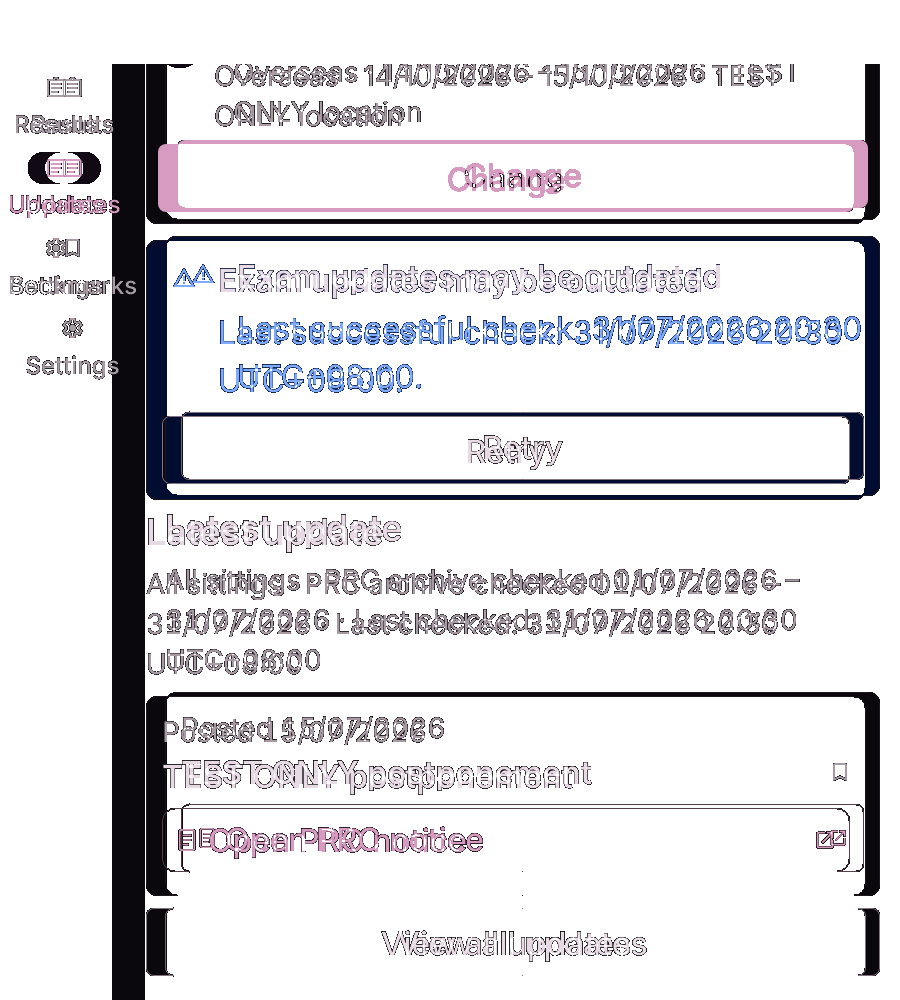 Results
Updates
Bookmarks
Settings
Overseas 14/10/2026 – 15/10/2026 TEST
ONLY location
Change
Exam updates may be outdated
Last successful check: 31/07/2026 20:30
UTC+08:00.
Retry
Latest update
All sittings · PRC archive checked 01/07/2026 –
31/07/2026 · Last checked: 31/07/2026 20:30
UTC+08:00
Posted 15/07/2026
TEST ONLY postponement
Open PRC notice
View all updates